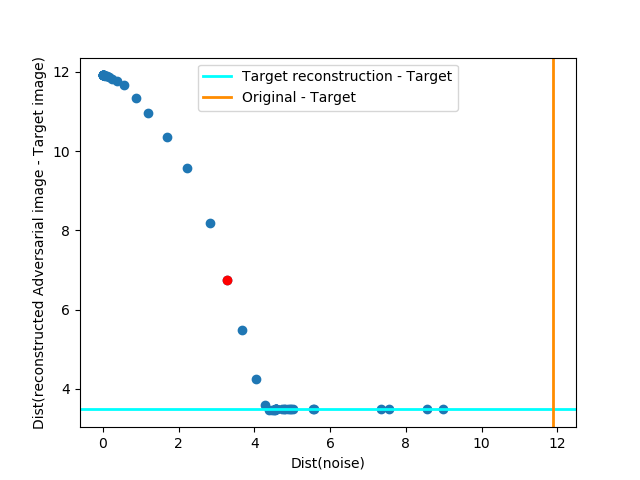 12
10
8
6
4
Dist(reconstructed Adversarial image - Target image)
Target reconstruction - Target
Original - Target
0 2 4 6 8 10 12
Dist(noise)